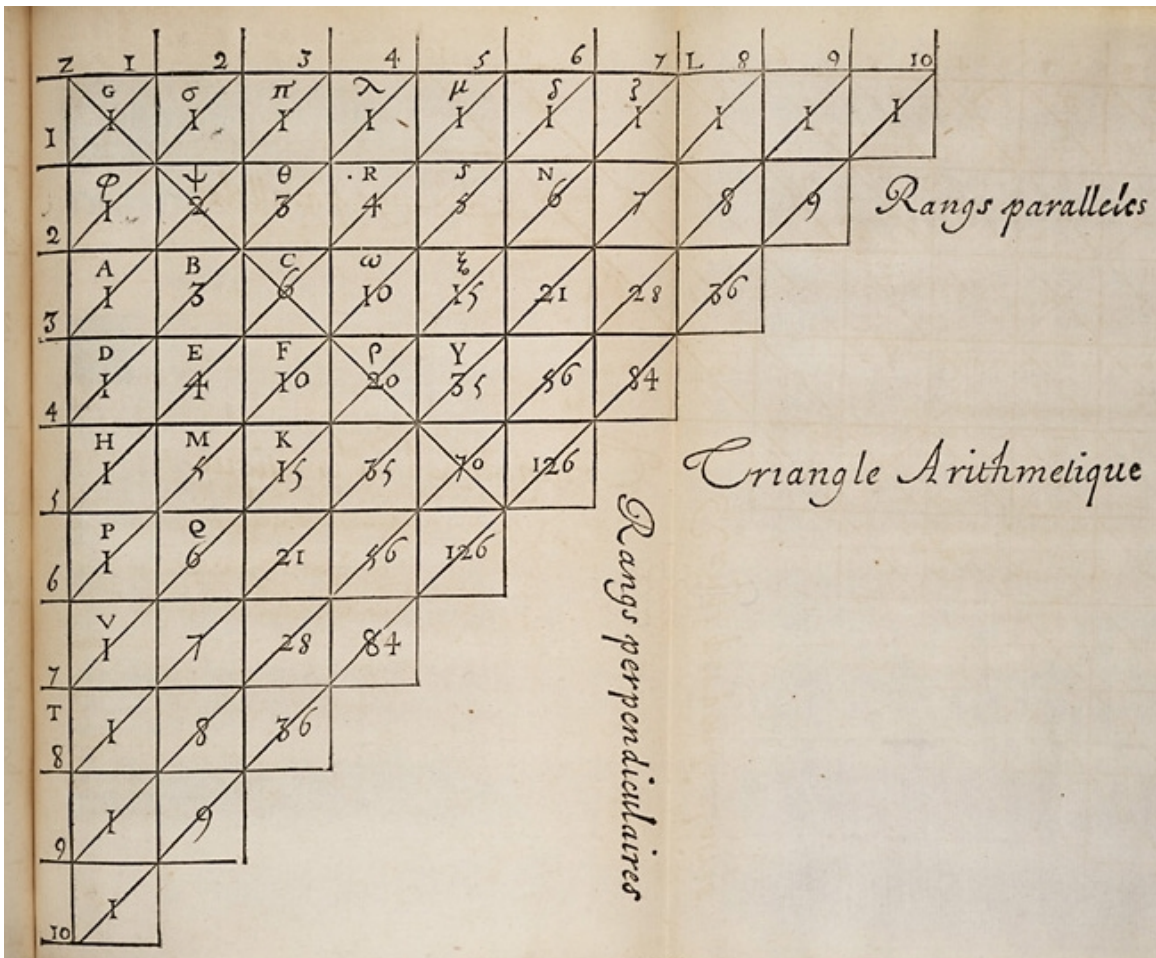 Z 1 2 3 4 5 6 7 L 8 9 10
G σ π λ μ δ ζ
1 1 1 1 1 1 1 1 1 1 1
φ ψ θ R S N
2 1 2 3 4 5 6 7 8 9 Rangs paralleles
A B C ω ξ
3 1 3 6 10 15 21 28 36
D E F ρ Y
4 1 4 10 20 35 56 84
H M K
5 1 5 15 35 70 126
Triangle Arithmetique
P Q
6 1 6 21 56 126
Rangs perpendiculaires
V
7 1 7 28 84
T
8 1 8 36
9 1 9
10 1